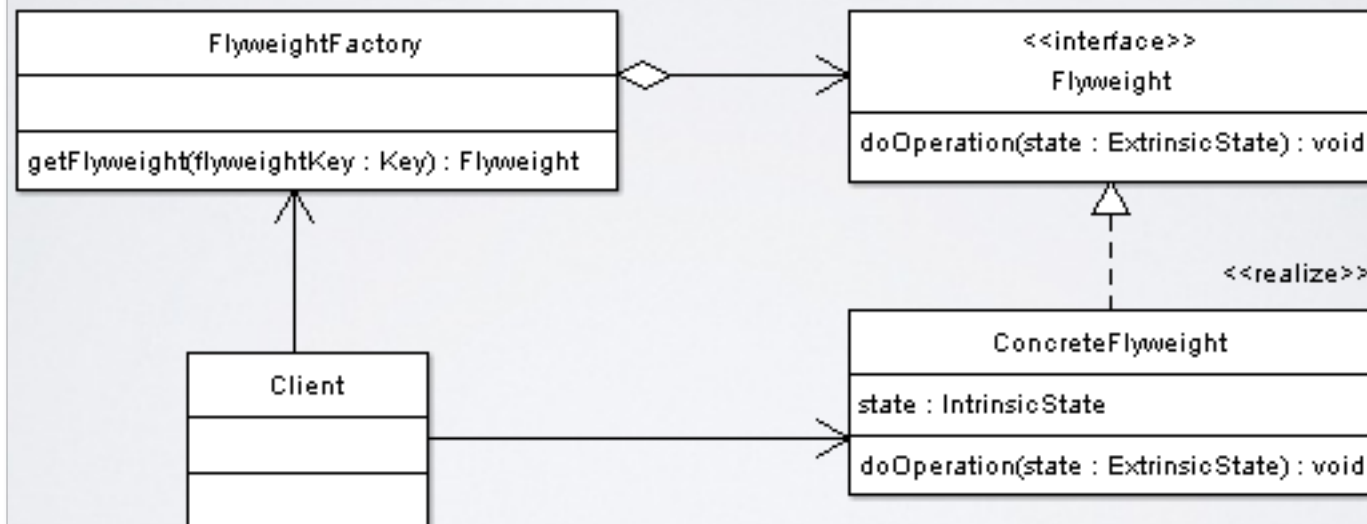 FlyweightFactory
getFlyweight(flyweightKey : Key) : Flyweight
<<interface>>
Flyweight
doOperation(state : ExtrinsicState) : void
<<realize>>
Client
ConcreteFlyweight
state : IntrinsicState
doOperation(state : ExtrinsicState) : void